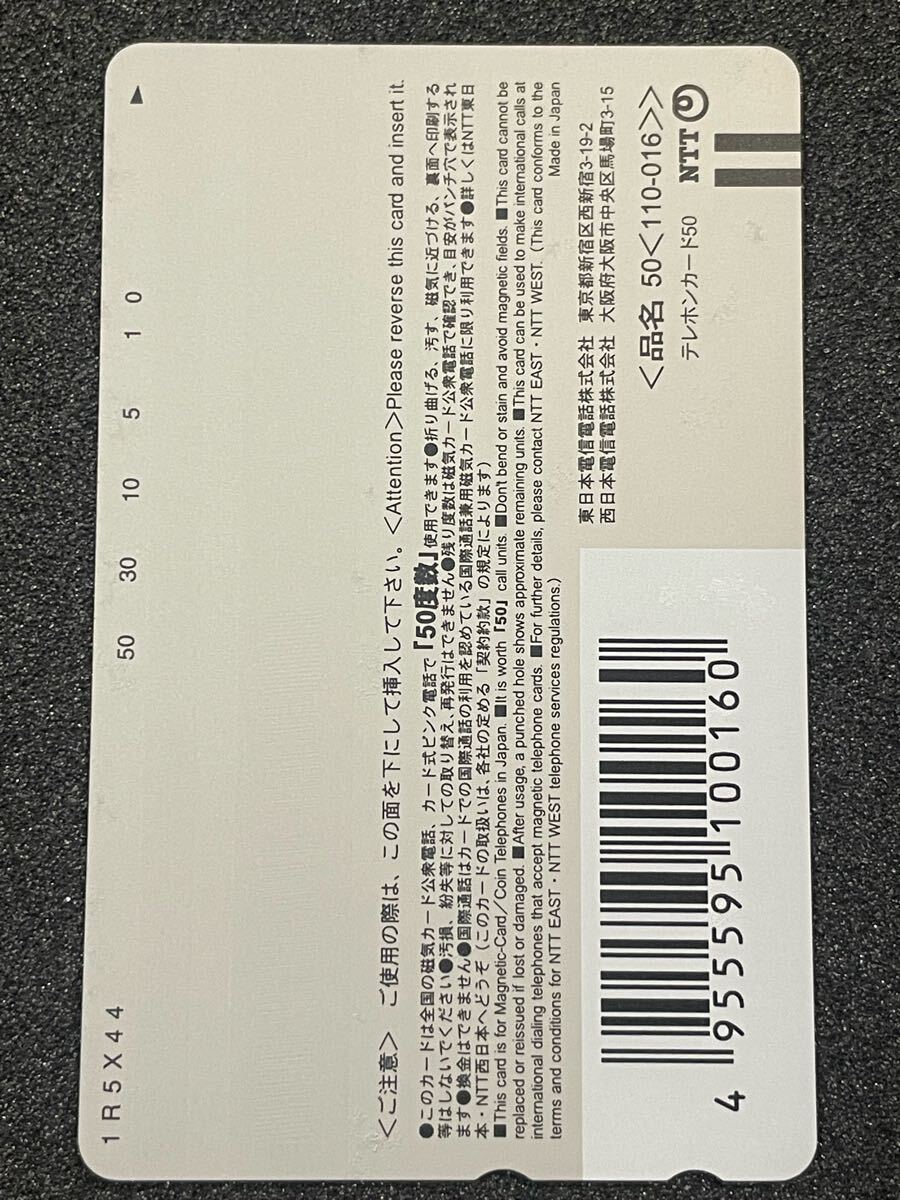 1R5X44
50 30 10 5 1 0
<ご注意> ご使用の際は、この面を下にして挿入して下さい。<Attention>Please reverse this card and insert it.
●このカードは全国の磁気カード公衆電話、カード式ピンク電話で「50度数」使用できます●折り曲げる、汚す、磁気に近づける、裏面へ印刷する
等はしないでください●汚損、紛失等に対しての取り替え、再発行はできません●残り度数は磁気カード公衆電話で確認でき、目安がパンチ穴で表示され
ます●換金はできません●国際通話はカードでの国際通話の利用を認めている国際通話兼用磁気カード公衆電話に限り利用できます●詳しくはNTT東日
本・NTT西日本へどうぞ（このカードの取扱いは、各社の定める「契約約款」の規定によります）
■This card is for Magnetic-Card/Coin Telephones in Japan. ■It is worth「50」call units. ■Don't bend or stain and avoid magnetic fields. ■This card cannot be
replaced or reissued if lost or damaged. ■After usage, a punched hole shows approximate remaining units. ■This card can be used to make international calls at
international dialing telephones that accept magnetic telephone cards. ■For further details, please contact NTT EAST・NTT WEST. (This card conforms to the
terms and conditions for NTT EAST・NTT WEST telephone services regulations.)
Made in Japan
東日本電信電話株式会社 東京都新宿区西新宿3-19-2
西日本電信電話株式会社 大阪府大阪市中央区馬場町3-15
<品名 50<110-016>>
テレホンカード50 NTT
4 955595 100160